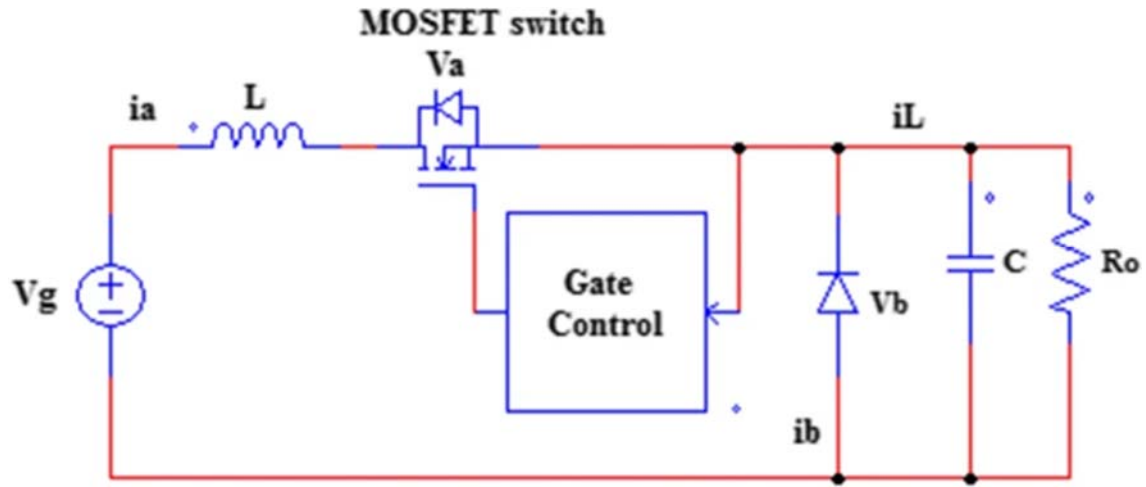 MOSFET switch
Va
ia
L
iL
Vg
+
−
Gate
Control
Vb
C
Ro
ib